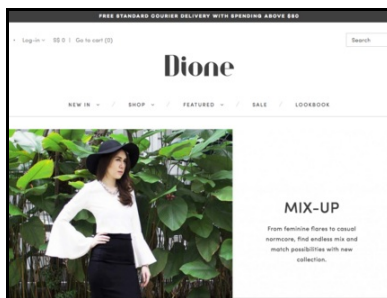 FREE STANDARD COURIER DELIVERY WITH SPENDING ABOVE $60
Log-in S$ 0 | Go to cart (0) Search
Dione
NEW IN / SHOP / FEATURED / SALE / LOOKBOOK
MIX-UP
From feminine flares to casual
normcore, find endless mix and
match possibilities with new
collection.